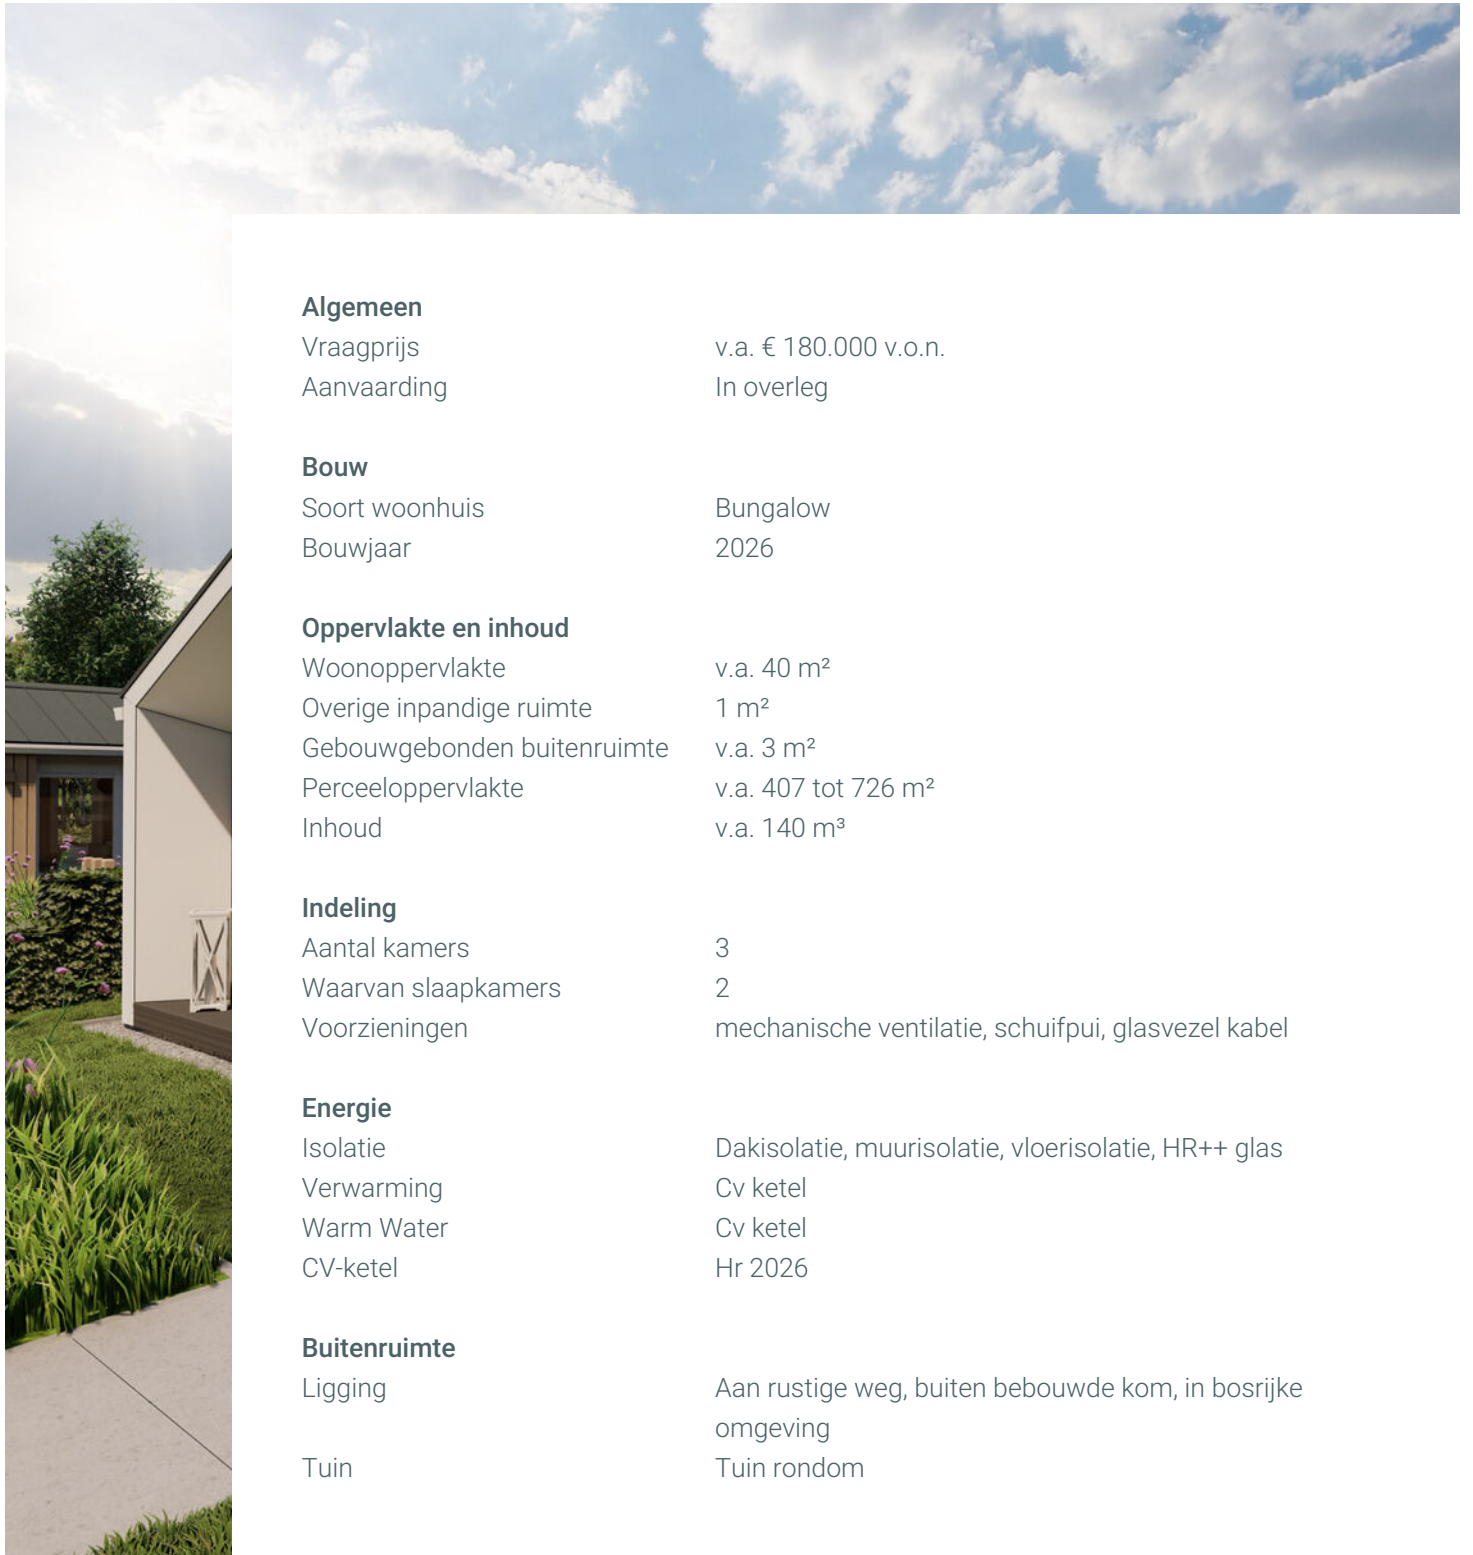 Algemeen
Vraagprijs v.a. € 180.000 v.o.n.
Aanvaarding In overleg
Bouw
Soort woonhuis Bungalow
Bouwjaar 2026
Oppervlakte en inhoud
Woonoppervlakte v.a. 40 m²
Overige inpandige ruimte 1 m²
Gebouwgebonden buitenruimte v.a. 3 m²
Perceeloppervlakte v.a. 407 tot 726 m²
Inhoud v.a. 140 m³
Indeling
Aantal kamers 3
Waarvan slaapkamers 2
Voorzieningen mechanische ventilatie, schuifpui, glasvezel kabel
Energie
Isolatie Dakisolatie, muurisolatie, vloerisolatie, HR++ glas
Verwarming Cv ketel
Warm Water Cv ketel
CV-ketel Hr 2026
Buitenruimte
Ligging Aan rustige weg, buiten bebouwde kom, in bosrijke
omgeving
Tuin Tuin rondom